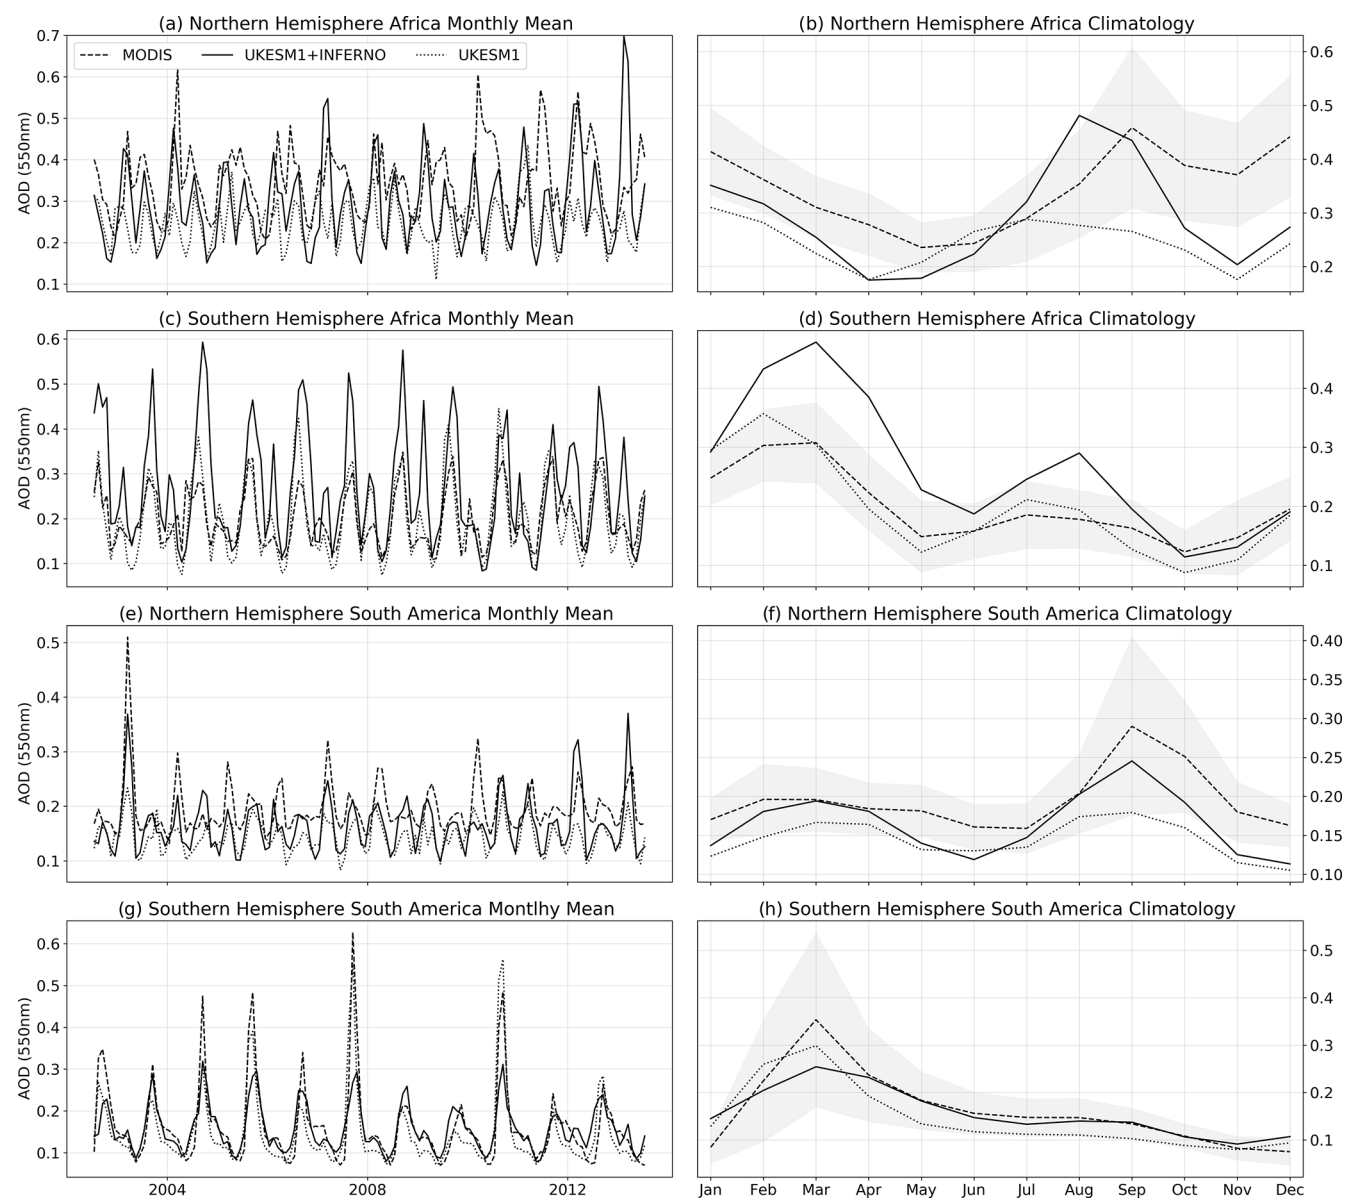 (a) Northern Hemisphere Africa Monthly Mean
(b) Northern Hemisphere Africa Climatology
0.7
0.6
0.5
0.4
0.3
0.2
0.1
AOD (550nm)
MODIS
UKESM1+INFERNO
UKESM1
0.6
0.5
0.4
0.3
0.2
(c) Southern Hemisphere Africa Monthly Mean
(d) Southern Hemisphere Africa Climatology
0.6
0.5
0.4
0.3
0.2
0.1
AOD (550nm)
0.4
0.3
0.2
0.1
(e) Northern Hemisphere South America Monthly Mean
(f) Northern Hemisphere South America Climatology
0.5
0.4
0.3
0.2
0.1
AOD (550nm)
0.40
0.35
0.30
0.25
0.20
0.15
0.10
(g) Southern Hemisphere South America Montlhy Mean
(h) Southern Hemisphere South America Climatology
0.6
0.5
0.4
0.3
0.2
0.1
AOD (550nm)
0.5
0.4
0.3
0.2
0.1
2004 2008 2012
Jan Feb Mar Apr May Jun Jul Aug Sep Oct Nov Dec